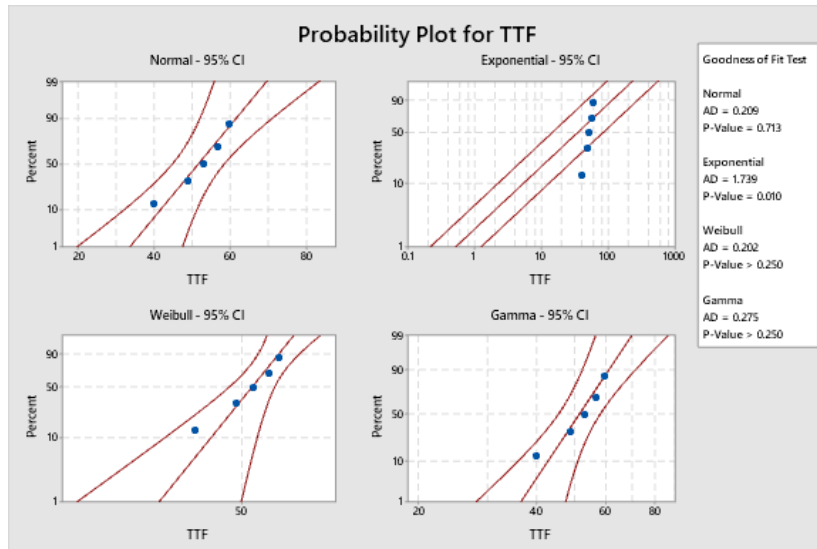 Probability Plot for TTF
Normal - 95% CI
99
90
50
10
1
Percent
20
40
60
80
TTF
Exponential - 95% CI
90
50
10
1
Percent
0.1
1
10
100
1000
TTF
Goodness of Fit Test
Normal
AD = 0.209
P-Value = 0.713
Exponential
AD = 1.739
P-Value = 0.010
Weibull
AD = 0.202
P-Value > 0.250
Gamma
AD = 0.275
P-Value > 0.250
Weibull - 95% CI
90
50
10
1
Percent
50
TTF
Gamma - 95% CI
99
90
50
10
1
Percent
20
40
60
80
TTF